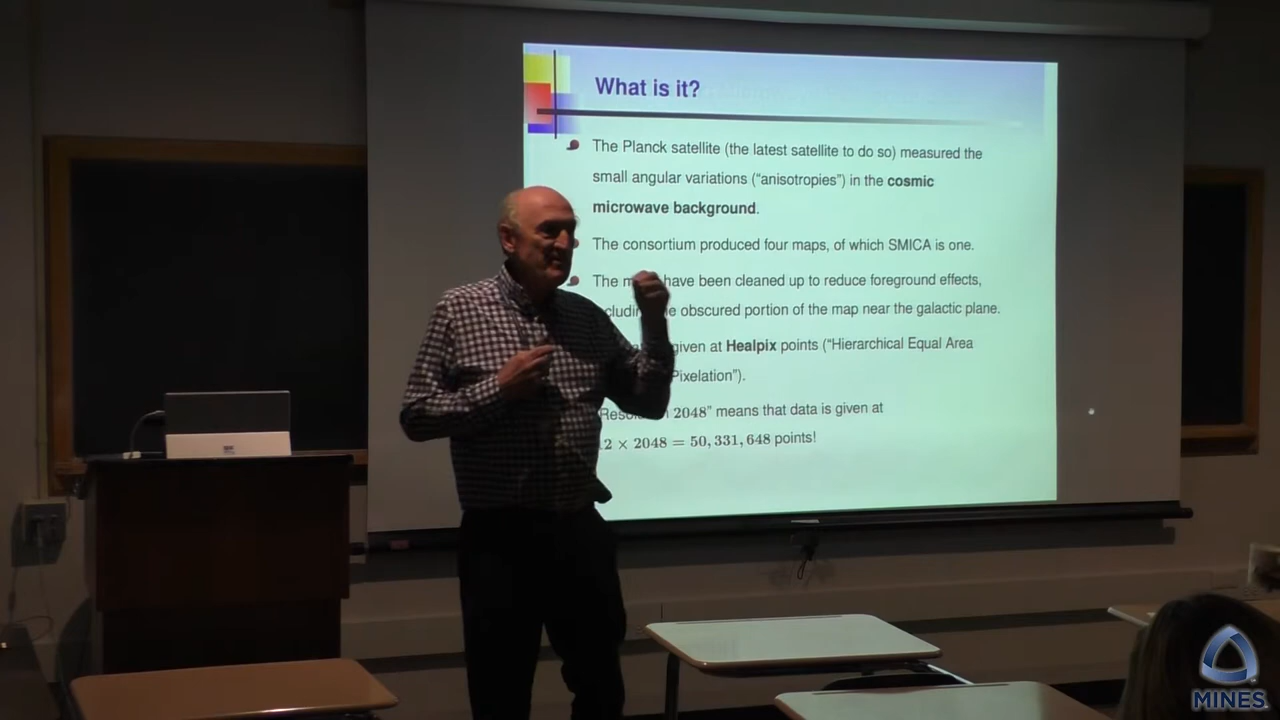 What is it?
The Planck satellite (the latest satellite to do so) measured the
small angular variations ("anisotropies") in the cosmic
microwave background.
The consortium produced four maps, of which SMICA is one.
The have been cleaned up to reduce foreground effects,
obscured portion of the map near the galactic plane.
given at Healpix points ("Hierarchical Equal Area
Pixelation").
2048" means that data is given at
2 × 2048 = 50, 331, 648 points!
MINES